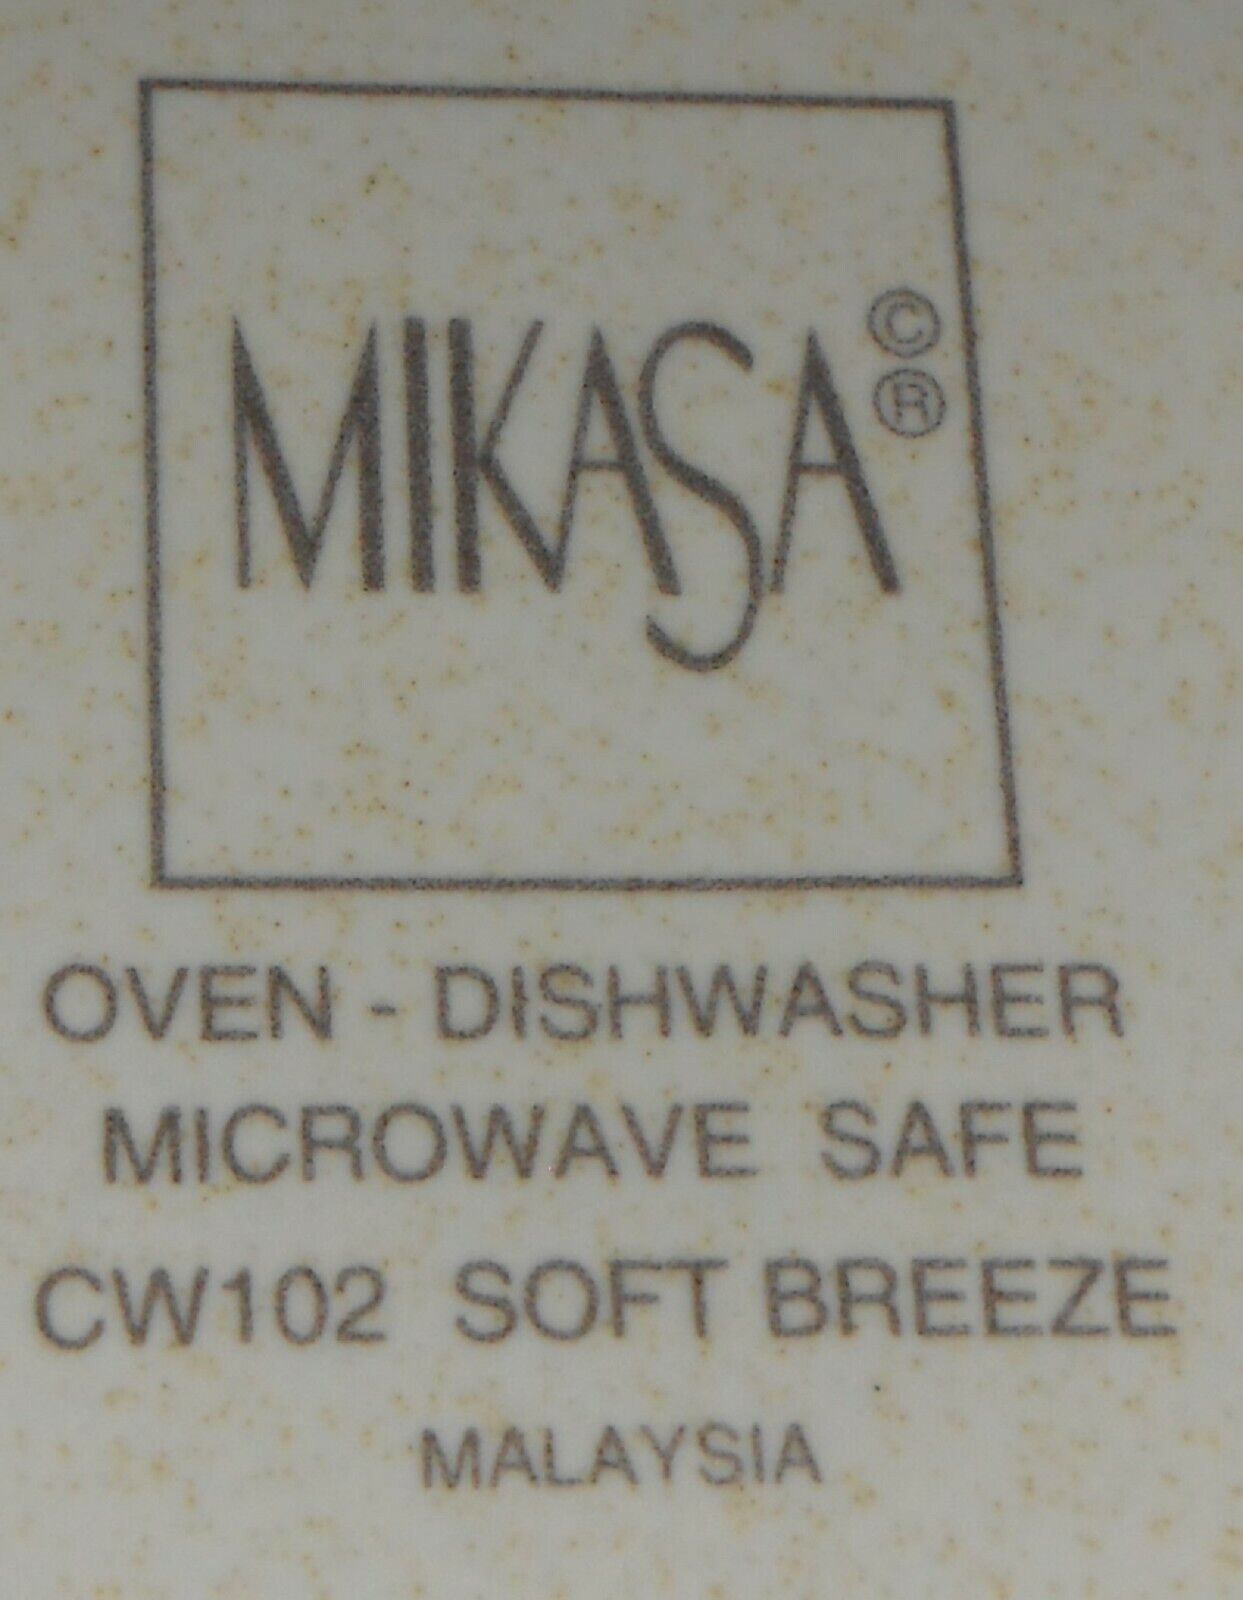 MIKASA © ®
OVEN - DISHWASHER
MICROWAVE SAFE
CW102 SOFT BREEZE
MALAYSIA